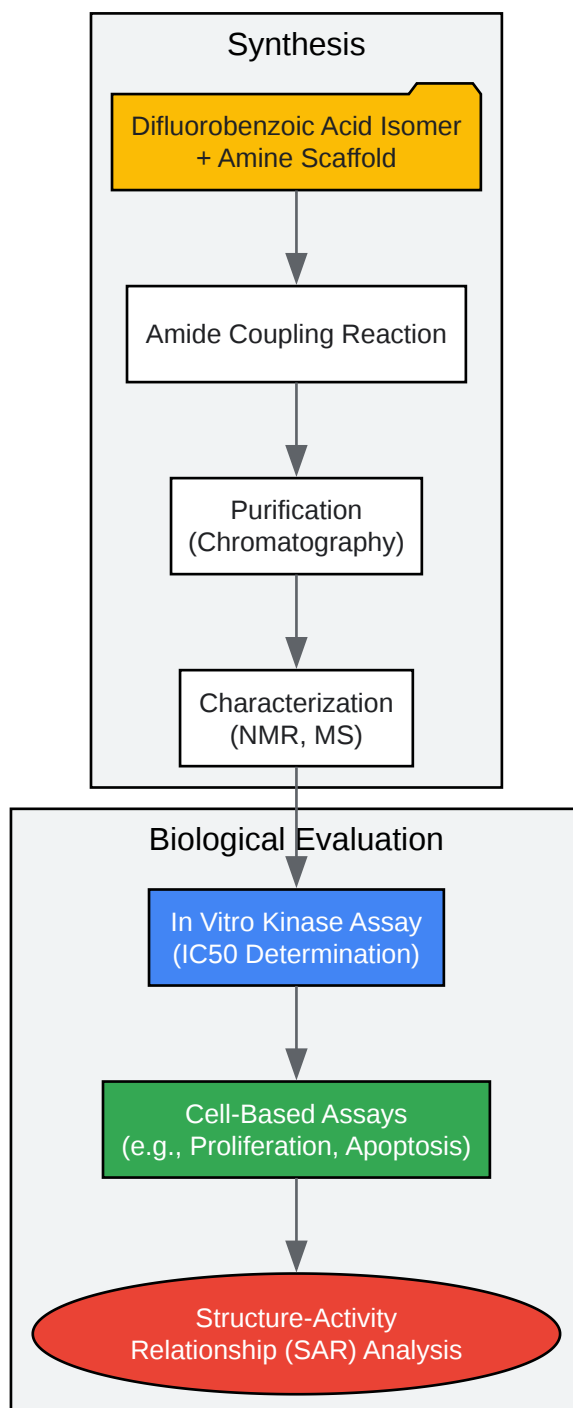 Synthesis
Difluorobenzoic Acid Isomer
+ Amine Scaffold
Amide Coupling Reaction
Purification
(Chromatography)
Characterization
(NMR, MS)
Biological Evaluation
In Vitro Kinase Assay
(IC50 Determination)
Cell-Based Assays
(e.g., Proliferation, Apoptosis)
Structure-Activity
Relationship (SAR) Analysis